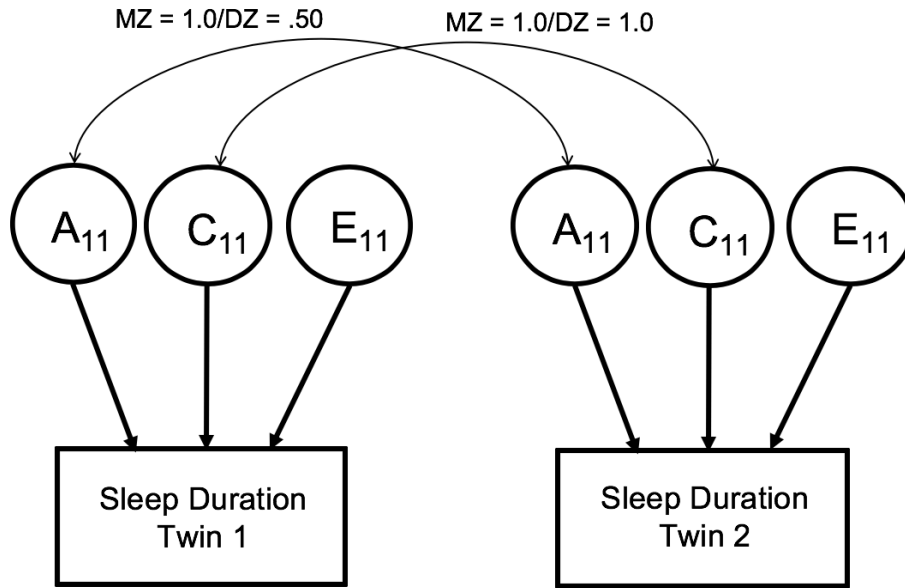 MZ = 1.0/DZ = .50
MZ = 1.0/DZ = 1.0
A11
C11
E11
A11
C11
E11
Sleep Duration
Twin 1
Sleep Duration
Twin 2